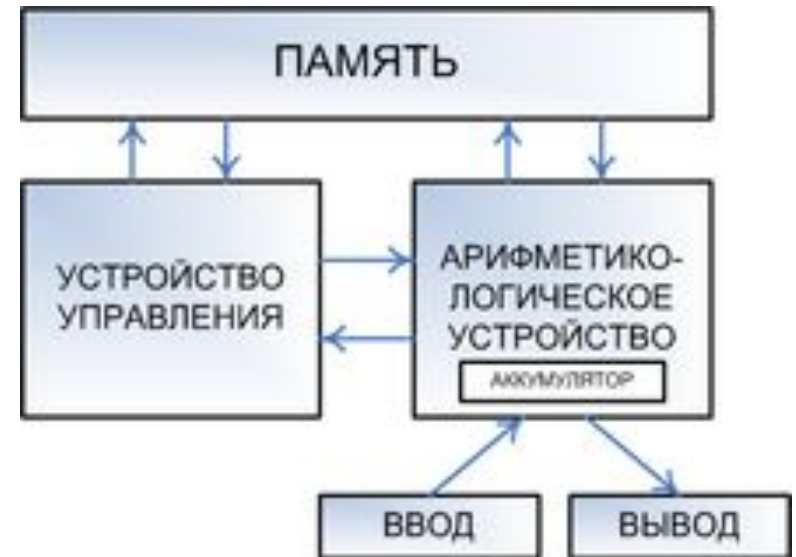 ПАМЯТЬ
УСТРОЙСТВО
УПРАВЛЕНИЯ
АРИФМЕТИКО-
ЛОГИЧЕСКОЕ
УСТРОЙСТВО
АККУМУЛЯТОР
ВВОД
ВЫВОД